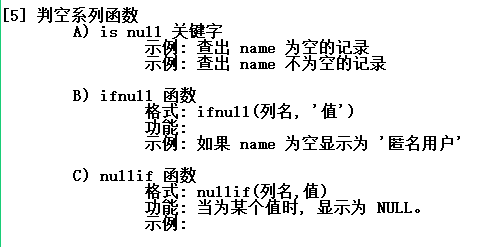 [5] 判空系列函数
A) is null 关键字
示例: 查出 name 为空的记录
示例: 查出 name 不为空的记录
B) ifnull 函数
格式: ifnull(列名, '值')
功能:
示例: 如果 name 为空显示为 '匿名用户'
C) nullif 函数
格式: nullif(列名,值)
功能: 当为某个值时, 显示为 NULL。
示例: